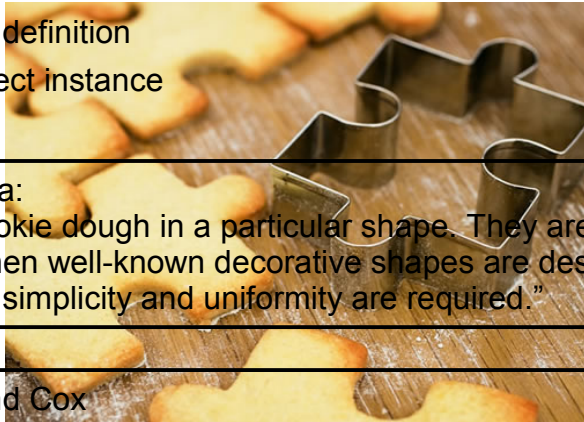 definition
ect instance
a:
okie dough in a particular shape. They are
en well-known decorative shapes are des
simplicity and uniformity are required.”
d Cox